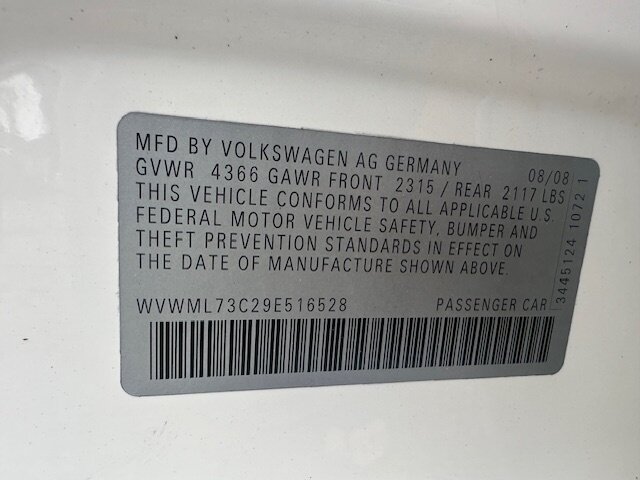 MFD BY VOLKSWAGEN AG GERMANY 08/08
GVWR 4366 GAWR FRONT 2315 / REAR 2117 LBS
THIS VEHICLE CONFORMS TO ALL APPLICABLE U.S.
FEDERAL MOTOR VEHICLE SAFETY, BUMPER AND
THEFT PREVENTION STANDARDS IN EFFECT ON
THE DATE OF MANUFACTURE SHOWN ABOVE.
WVWML73C29E516528 PASSENGER CAR
3445124 1072 1